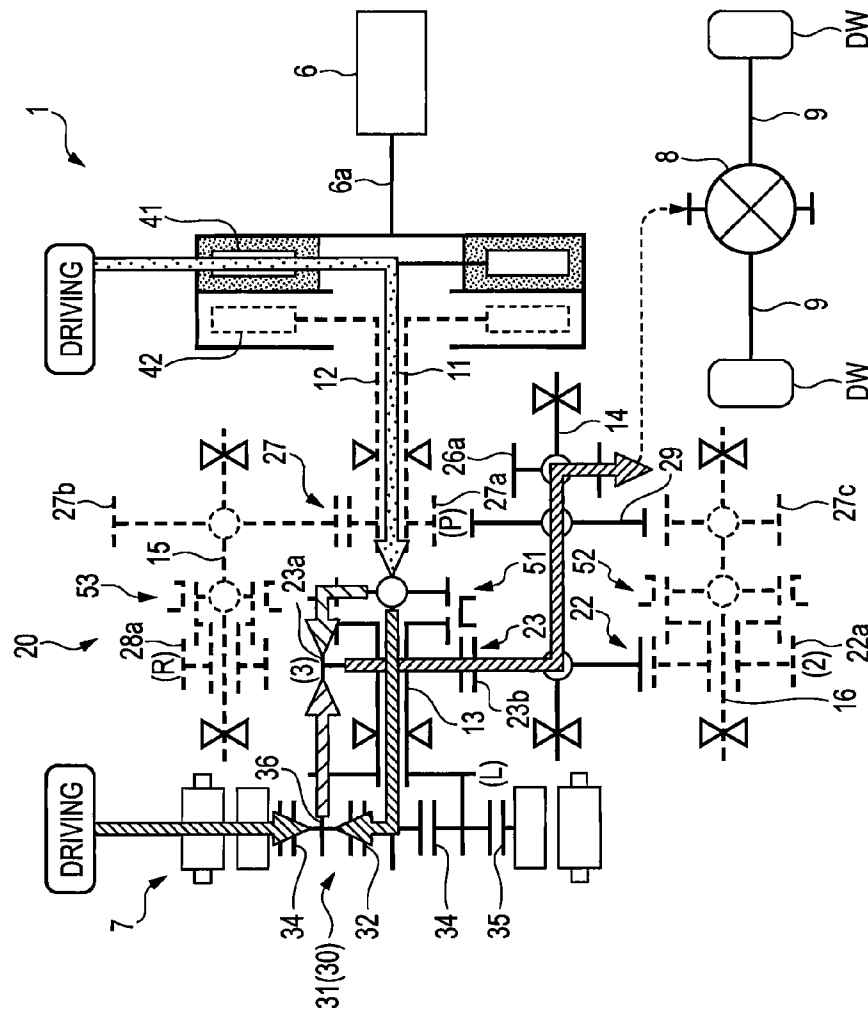 1
6
6a
DRIVING
41
42
12
11
8
9
9
DW
DW
27b
27
27a
(P)
26a
14
29
27c
15
53
20
28a
(R)
23a
(3)
51
52
23
23b
22
22a
(2)
16
13
(L)
DRIVING
7
36
34
31(30)
32
34
35